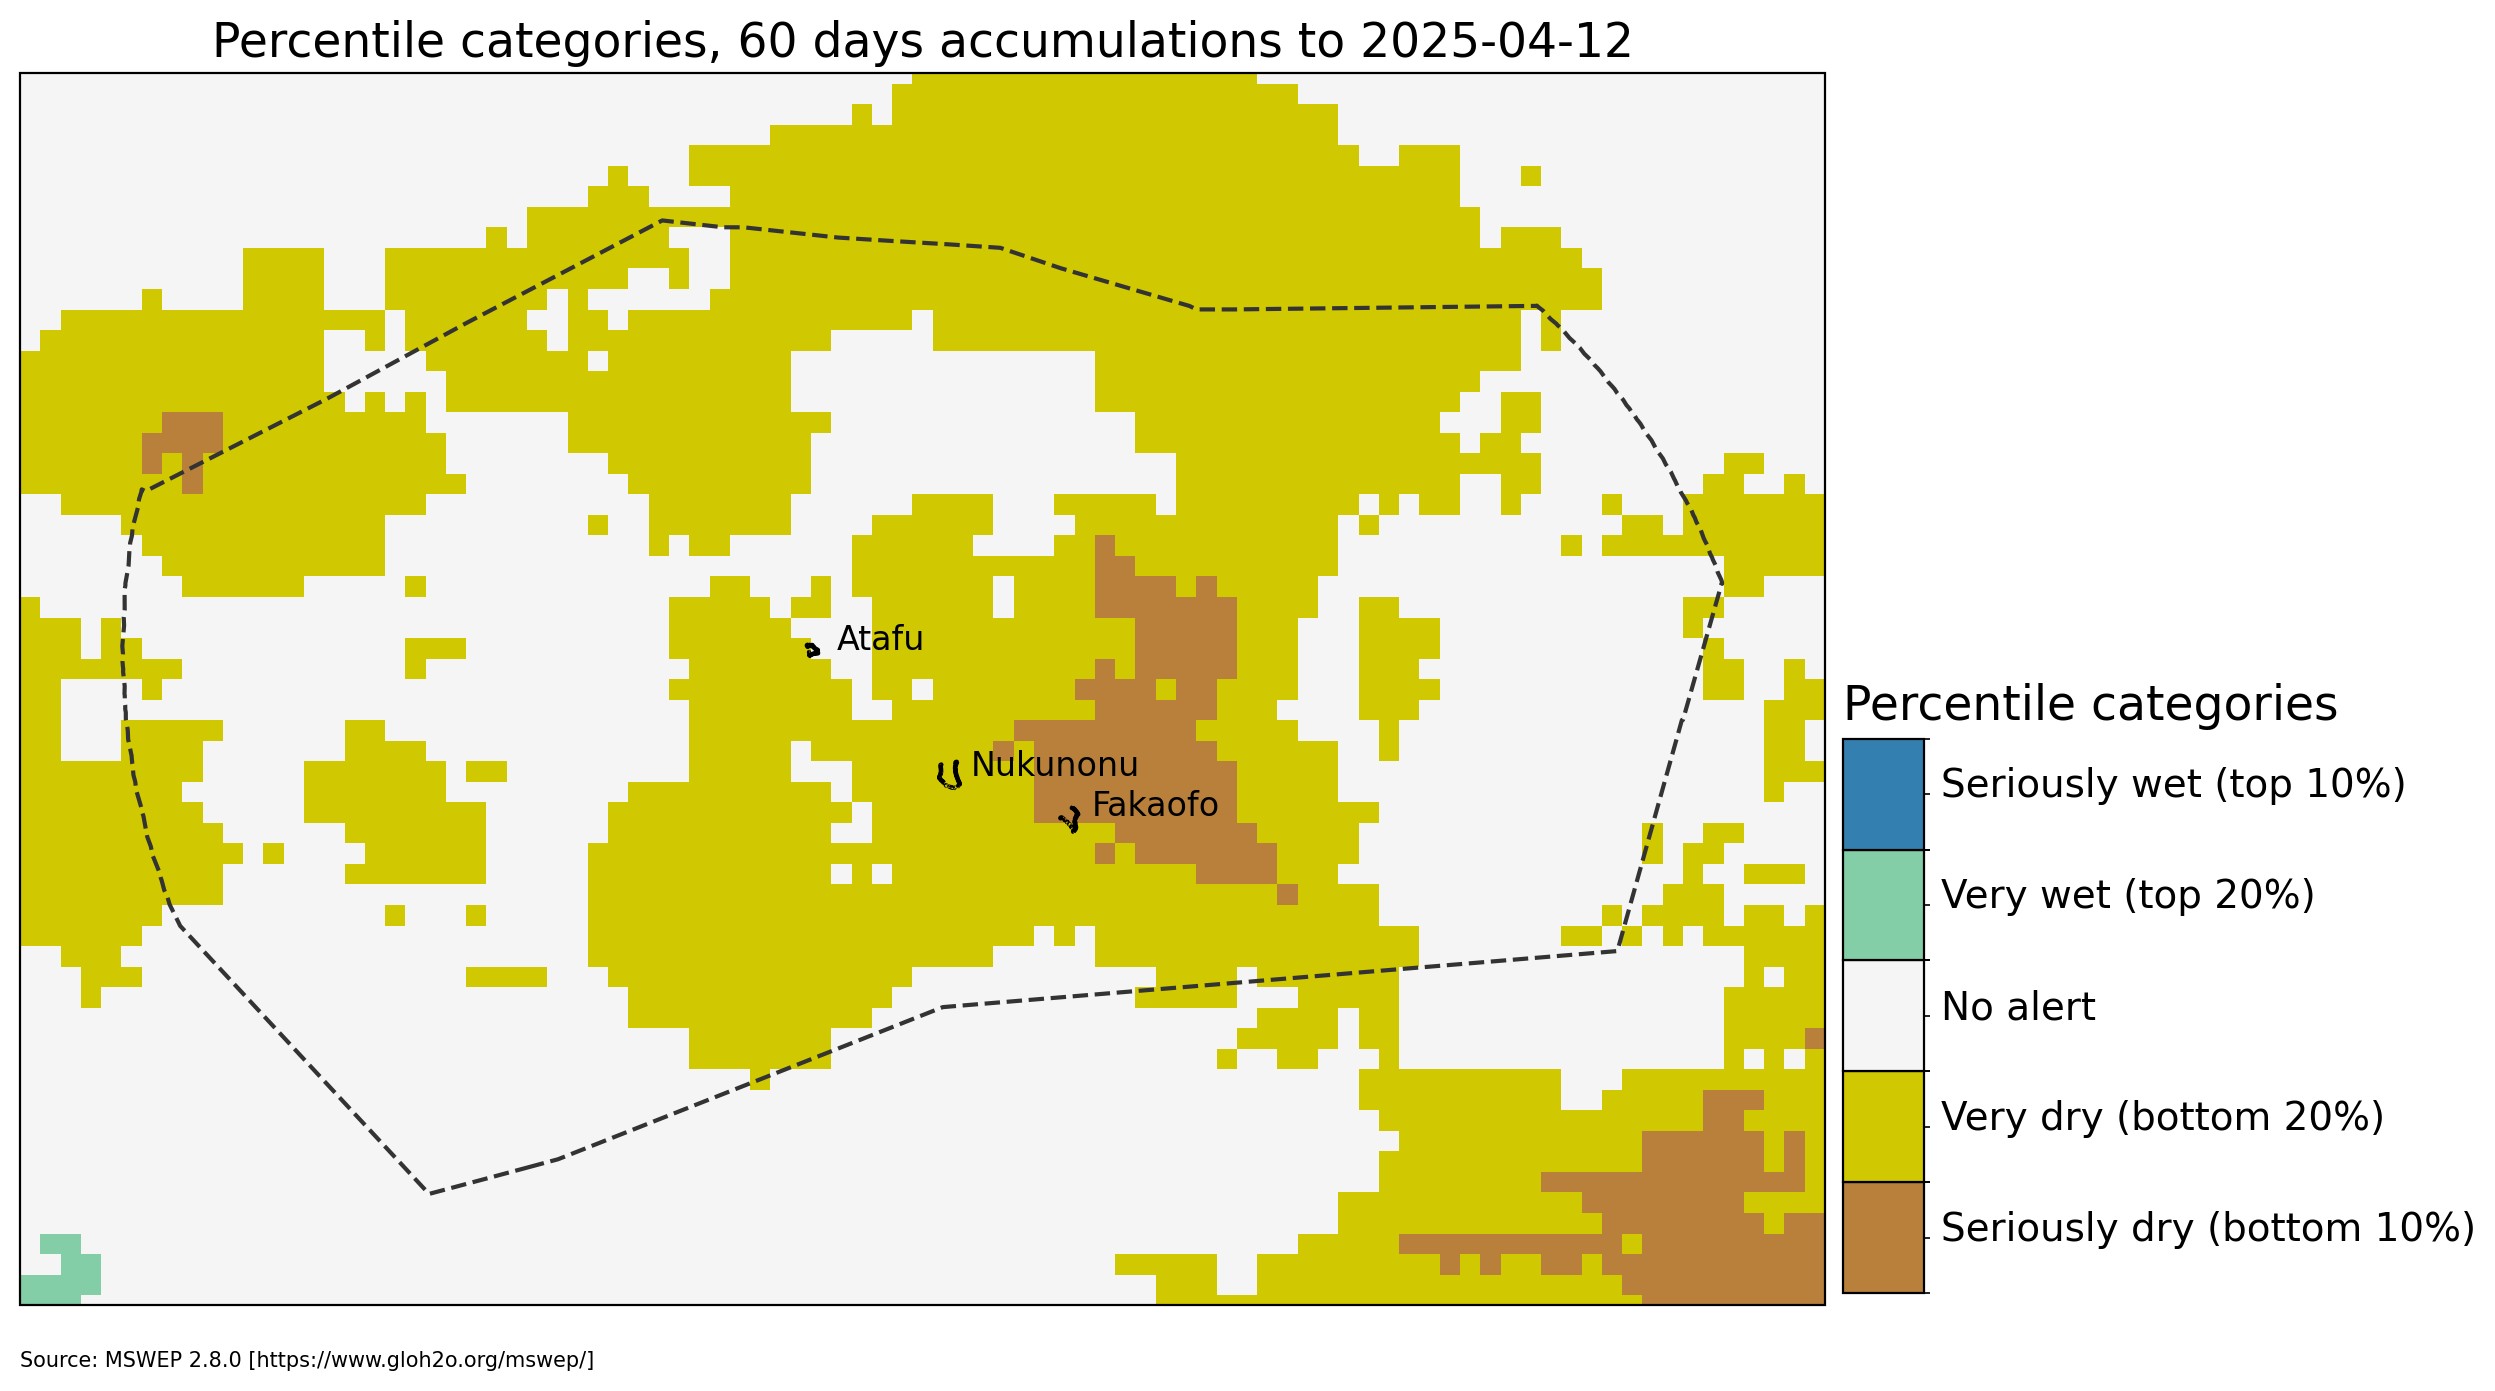 Percentile categories, 60 days accumulations to 2025-04-12
Atafu
Nukunonu
Fakaofo
Percentile categories
Seriously wet (top 10%)
Very wet (top 20%)
No alert
Very dry (bottom 20%)
Seriously dry (bottom 10%)
Source: MSWEP 2.8.0 [https://www.gloh2o.org/mswep/]